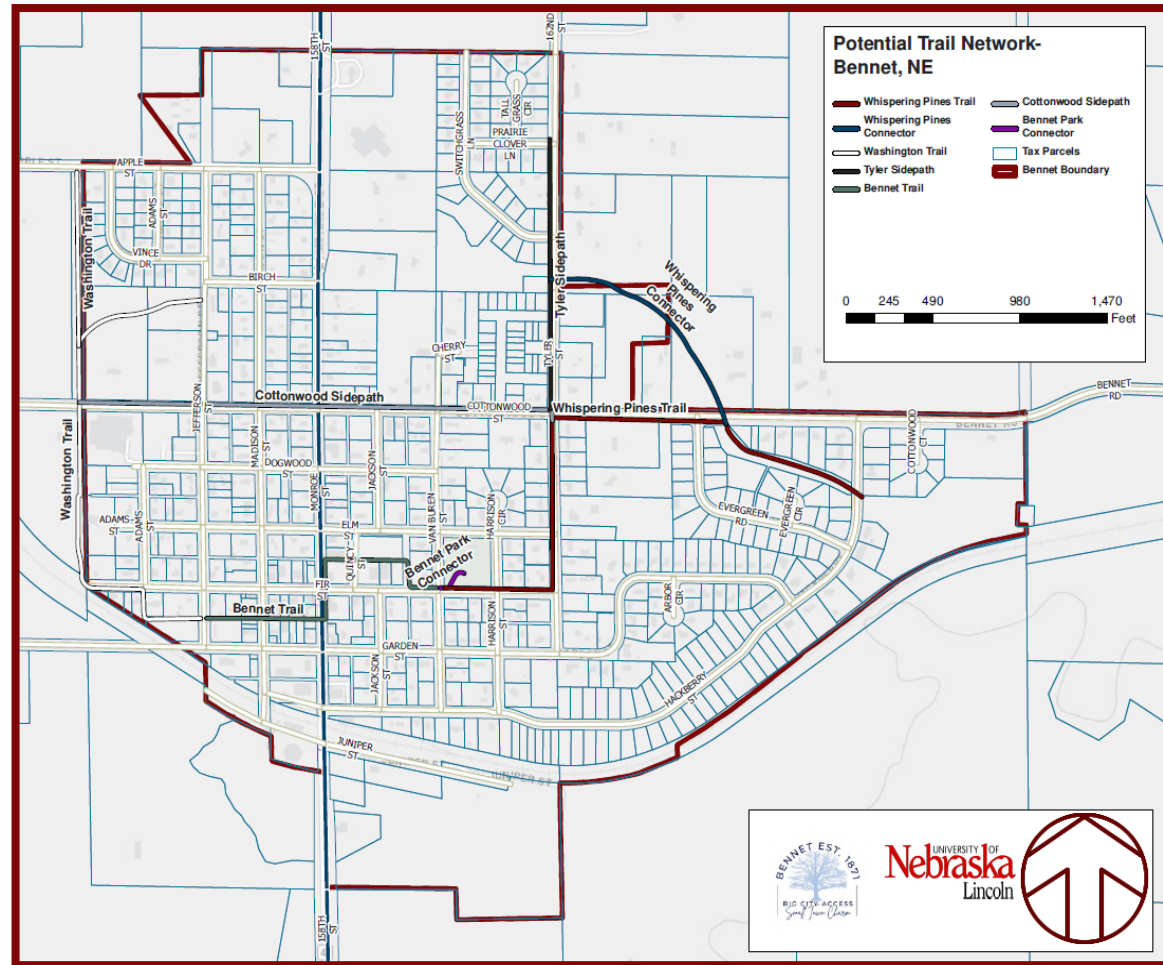 Potential Trail Network-
Bennet, NE
Whispering Pines Trail
Whispering Pines
Connector
Washington Trail
Tyler Sidepath
Bennet Trail
Cottonwood Sidepath
Bennet Park
Connector
Tax Parcels
Bennet Boundary
0 245 490 980 1,470
Feet
158TH
ST
162ND
ST
TALL
GRASS
CIR
PRAIRIE
CLOVER
LN
SWITCHGRASS
LN
APPLE
ST
ADAMS
ST
VINCE
DR
Washington Trail
BIRCH
ST
Tyler Sidepath
Whispering
Pines
Connector
CHERRY
ST
TYLER
ST
JEFFERSON
ST
Cottonwood Sidepath
COTTONWOOD
ST
Whispering Pines Trail
BENNET
RD
BENNET RD
COTTONWOOD
CT
MADISON
ST
DOGWOOD
ST
JACKSON
ST
MONROE
ST
Washington Trail
ADAMS
ST
ADAMS
ST
ELM
ST
VAN BUREN
ST
HARRISON
CIR
EVERGREEN
RD
EVERGREEN
CIR
QUINCY
ST
Bennet Park
Connector
FIR
ST
Bennet Trail
ARBOR
CIR
HARRISON
ST
GARDEN
ST
JACKSON
ST
HACKBERRY
ST
JUNIPER
ST
JUNIPER ST
158TH
ST
BENNET EST. 1871
BIG CITY ACCESS
Small Town Charm
UNIVERSITY OF
Nebraska
Lincoln